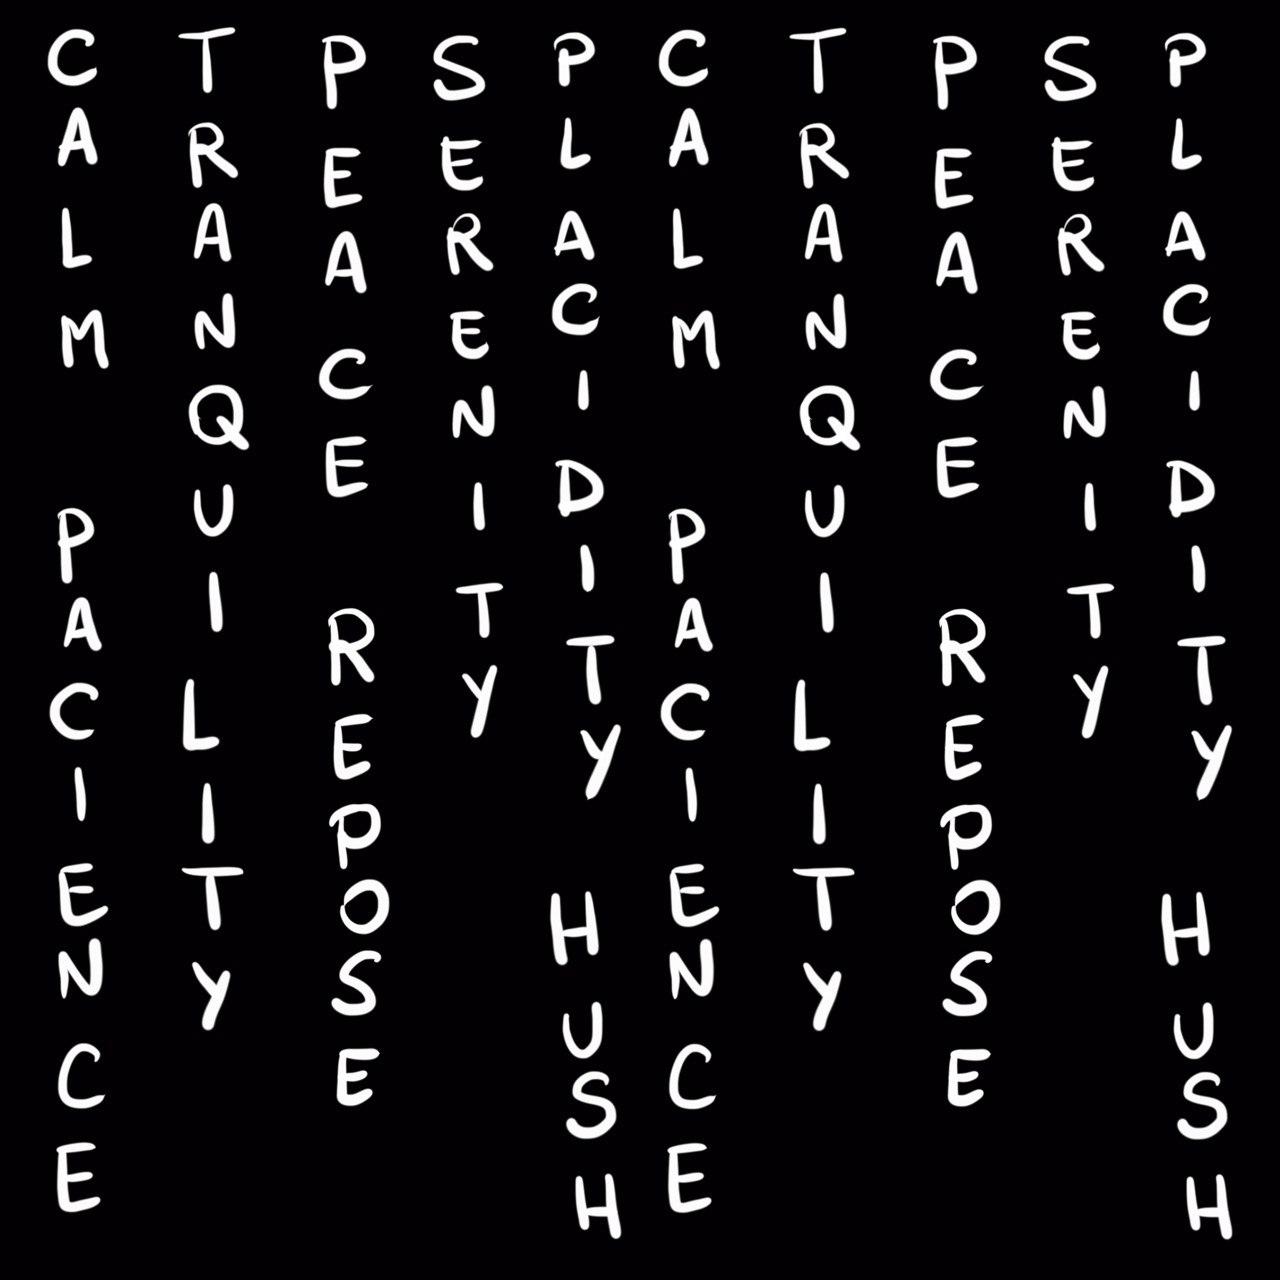 CALM PACIENCE
TRANQUILITY
PEACE REPOSE
SERENITY
PLACIDITY HUSH
CALM PACIENCE
TRANQUILITY
PEACE REPOSE
SERENITY
PLACIDITY HUSH